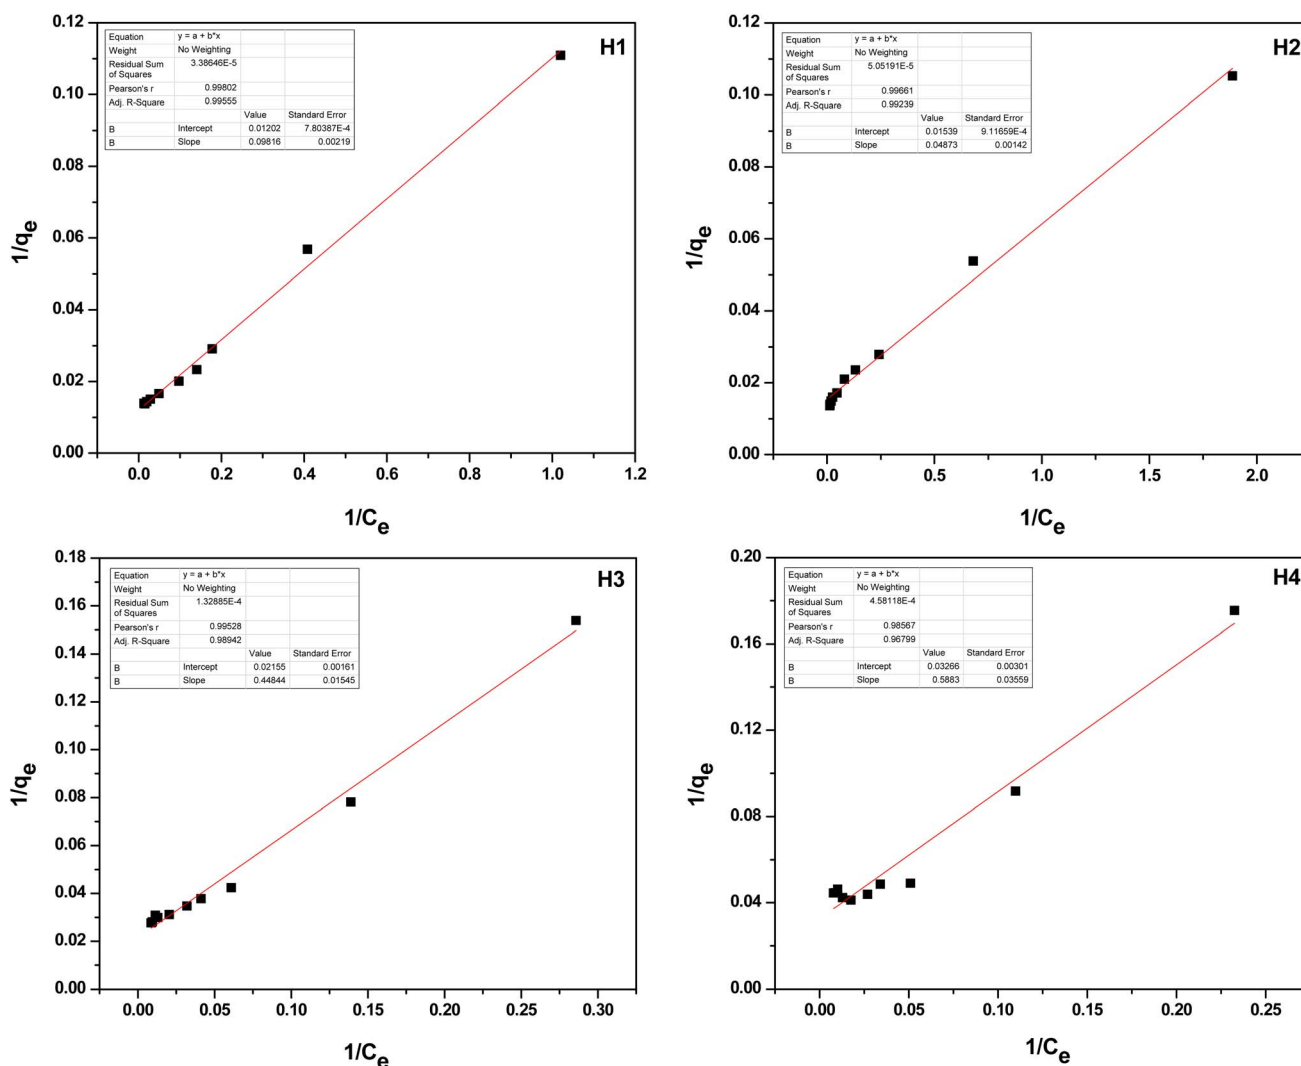 H1
Equation y = a + b*x
Weight No Weighting
Residual Sum of Squares 3.38646E-5
Pearson's r 0.99802
Adj. R-Square 0.99555
Value Standard Error
B Intercept 0.01202 7.80387E-4
B Slope 0.09816 0.00219
0.12
0.10
0.08
0.06
0.04
0.02
0.00
1/qe
0.0 0.2 0.4 0.6 0.8 1.0 1.2
1/Ce
H2
Equation y = a + b*x
Weight No Weighting
Residual Sum of Squares 5.05191E-5
Pearson's r 0.99661
Adj. R-Square 0.99239
Value Standard Error
B Intercept 0.01539 9.11659E-4
B Slope 0.04873 0.00142
0.12
0.10
0.08
0.06
0.04
0.02
0.00
1/qe
0.0 0.5 1.0 1.5 2.0
1/Ce
H3
Equation y = a + b*x
Weight No Weighting
Residual Sum of Squares 1.32885E-4
Pearson's r 0.99528
Adj. R-Square 0.98942
Value Standard Error
B Intercept 0.02155 0.00161
B Slope 0.44844 0.01545
0.18
0.16
0.14
0.12
0.10
0.08
0.06
0.04
0.02
0.00
1/qe
0.00 0.05 0.10 0.15 0.20 0.25 0.30
1/Ce
H4
Equation y = a + b*x
Weight No Weighting
Residual Sum of Squares 4.58118E-4
Pearson's r 0.98567
Adj. R-Square 0.96799
Value Standard Error
B Intercept 0.03266 0.00301
B Slope 0.5883 0.03559
0.20
0.16
0.12
0.08
0.04
0.00
1/qe
0.00 0.05 0.10 0.15 0.20 0.25
1/Ce